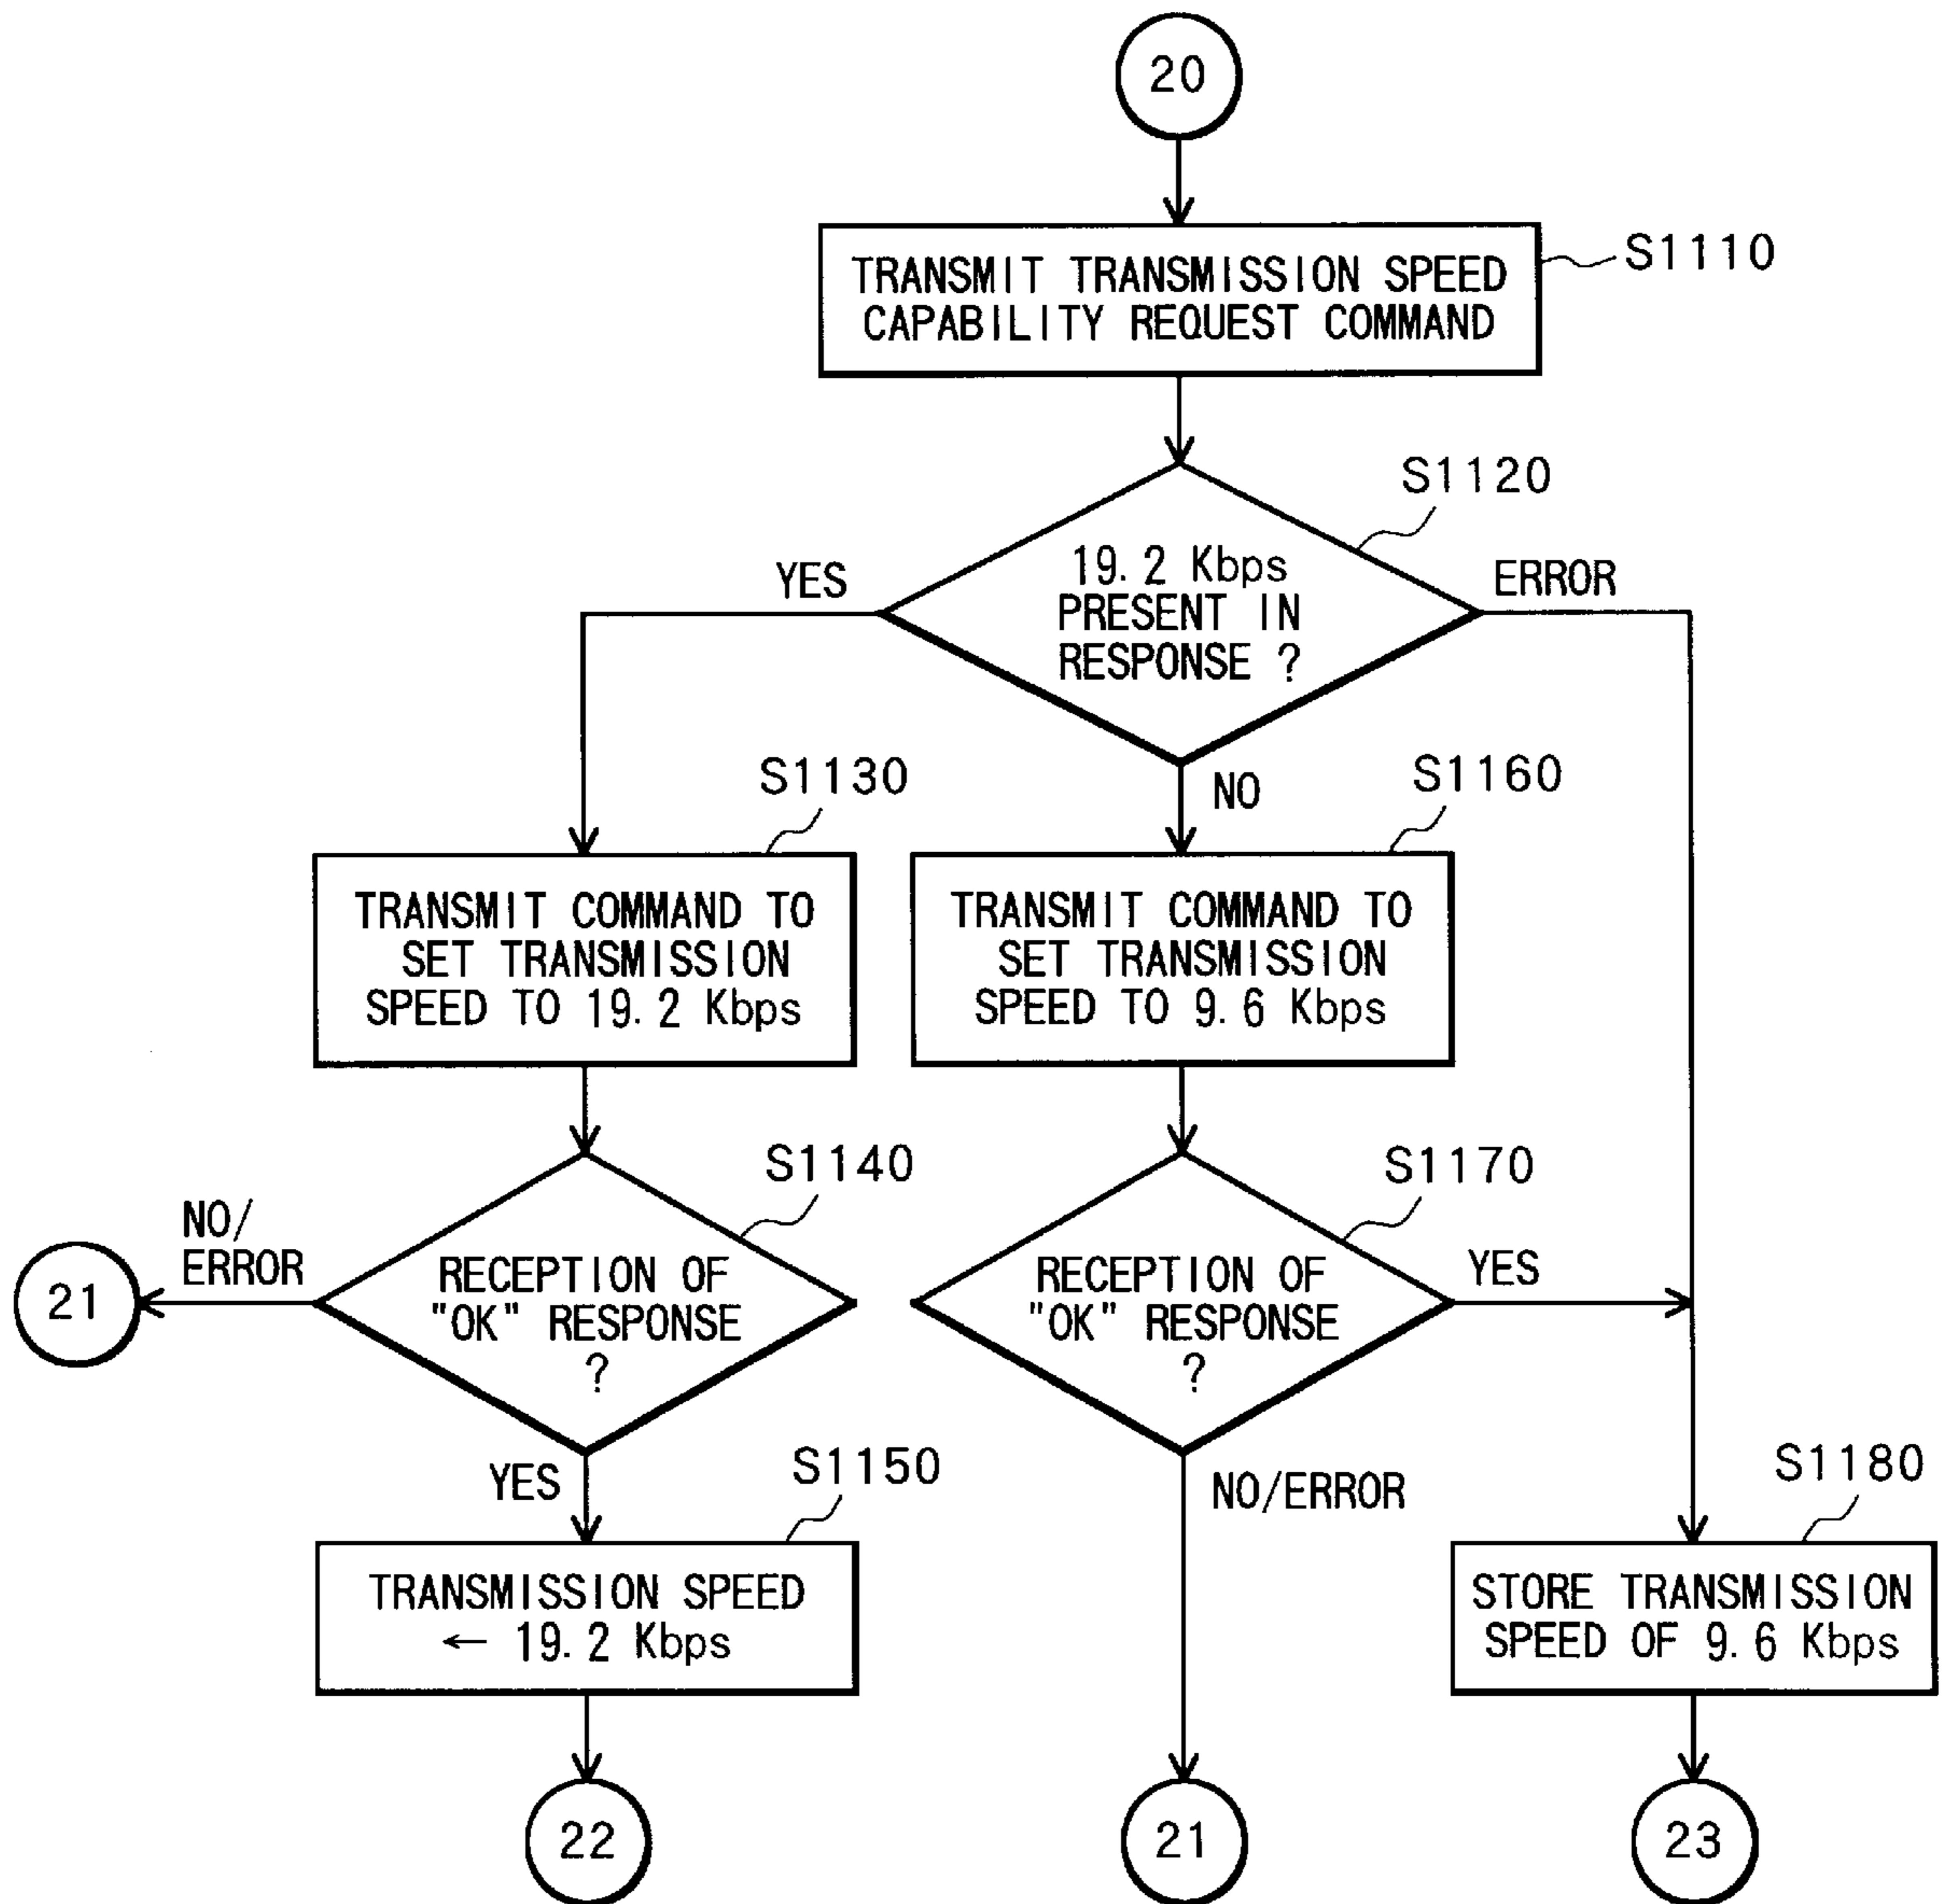 20
TRANSMIT TRANSMISSION SPEED
CAPABILITY REQUEST COMMAND
S1110
S1120
19.2 Kbps
PRESENT IN
RESPONSE ?
YES
ERROR
NO
S1130
TRANSMIT COMMAND TO
SET TRANSMISSION
SPEED TO 19.2 Kbps
S1160
TRANSMIT COMMAND TO
SET TRANSMISSION
SPEED TO 9.6 Kbps
S1140
RECEPTION OF
"OK" RESPONSE
?
NO/
ERROR
21
YES
S1170
RECEPTION OF
"OK" RESPONSE
?
YES
NO/ERROR
S1150
TRANSMISSION SPEED
← 19.2 Kbps
S1180
STORE TRANSMISSION
SPEED OF 9.6 Kbps
22
21
23